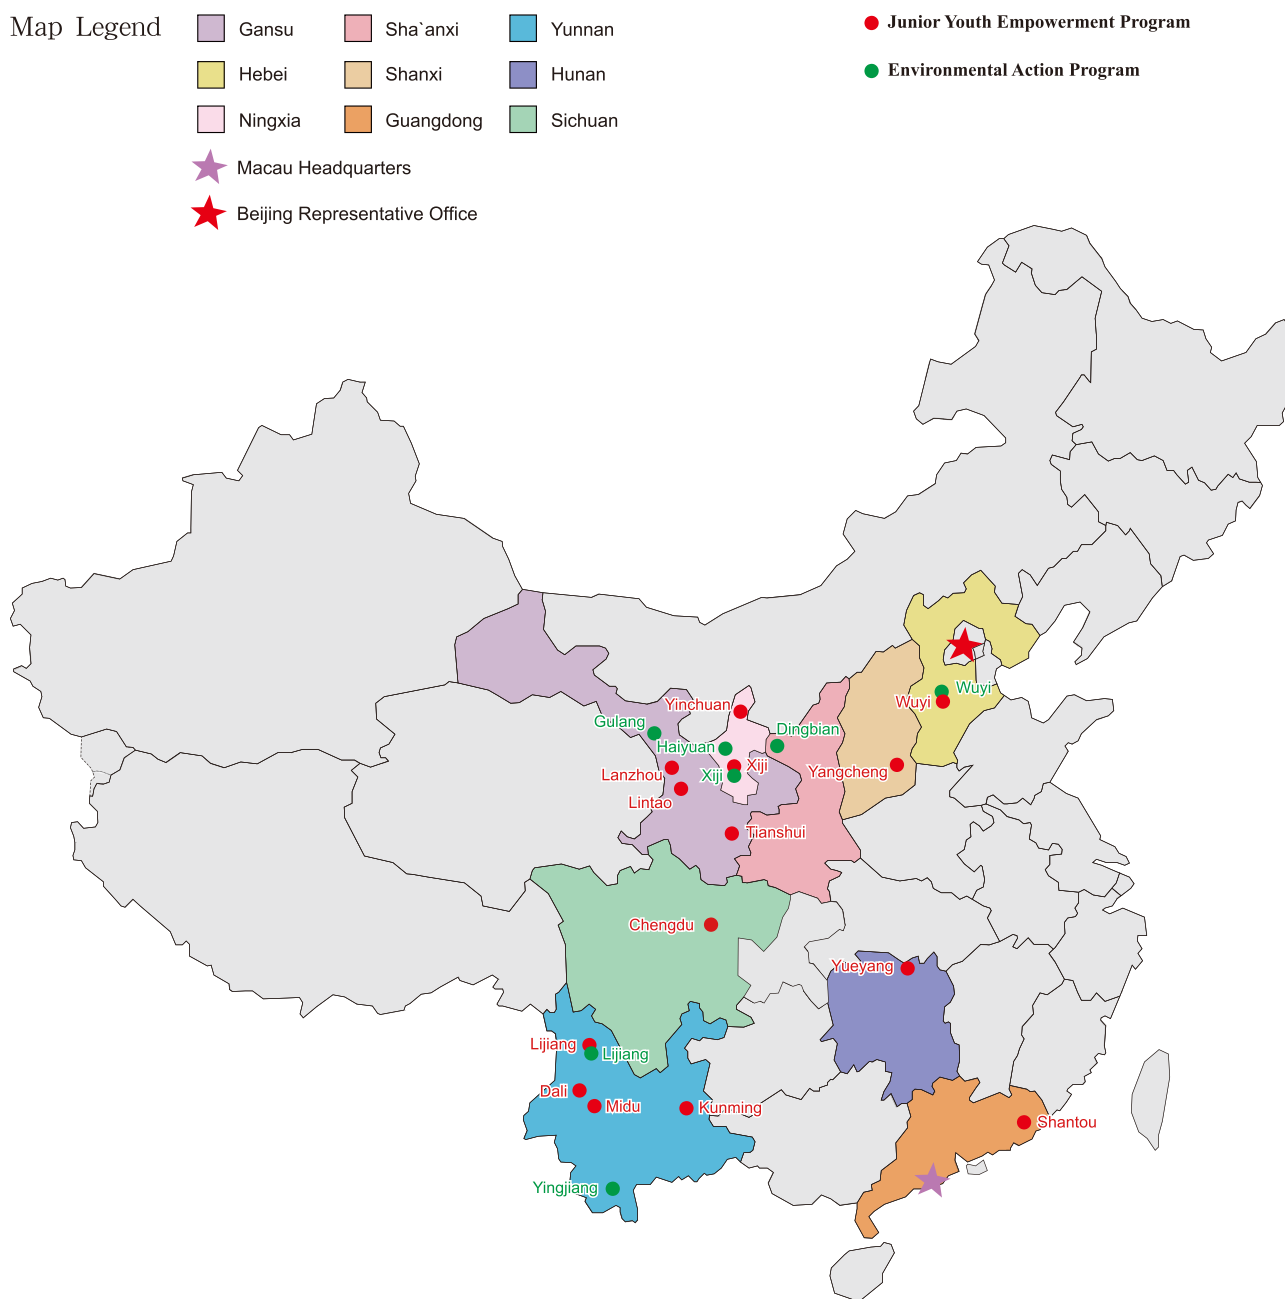 Map Legend
Gansu
Sha`anxi
Yunnan
Junior Youth Empowerment Program
Hebei
Shanxi
Hunan
Environmental Action Program
Ningxia
Guangdong
Sichuan
Macau Headquarters
Beijing Representative Office
Wuyi
Wuyi
Yinchuan
Gulang
Dingbian
Haiyuan
Xiji
Yangcheng
Lanzhou
Xiji
Lintao
Tianshui
Chengdu
Yueyang
Lijiang
Lijiang
Dali
Midu
Kunming
Shantou
Yingjiang